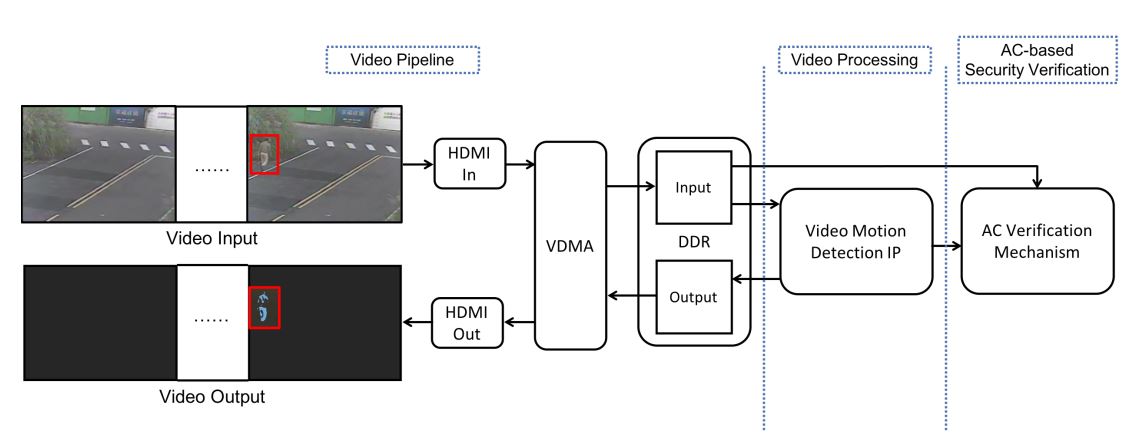 Video Pipeline
Video Processing
AC-based
Security Verification
......
HDMI
In
Video Input
VDMA
Input
DDR
Output
Video Motion
Detection IP
AC Verification
Mechanism
......
HDMI
Out
Video Output